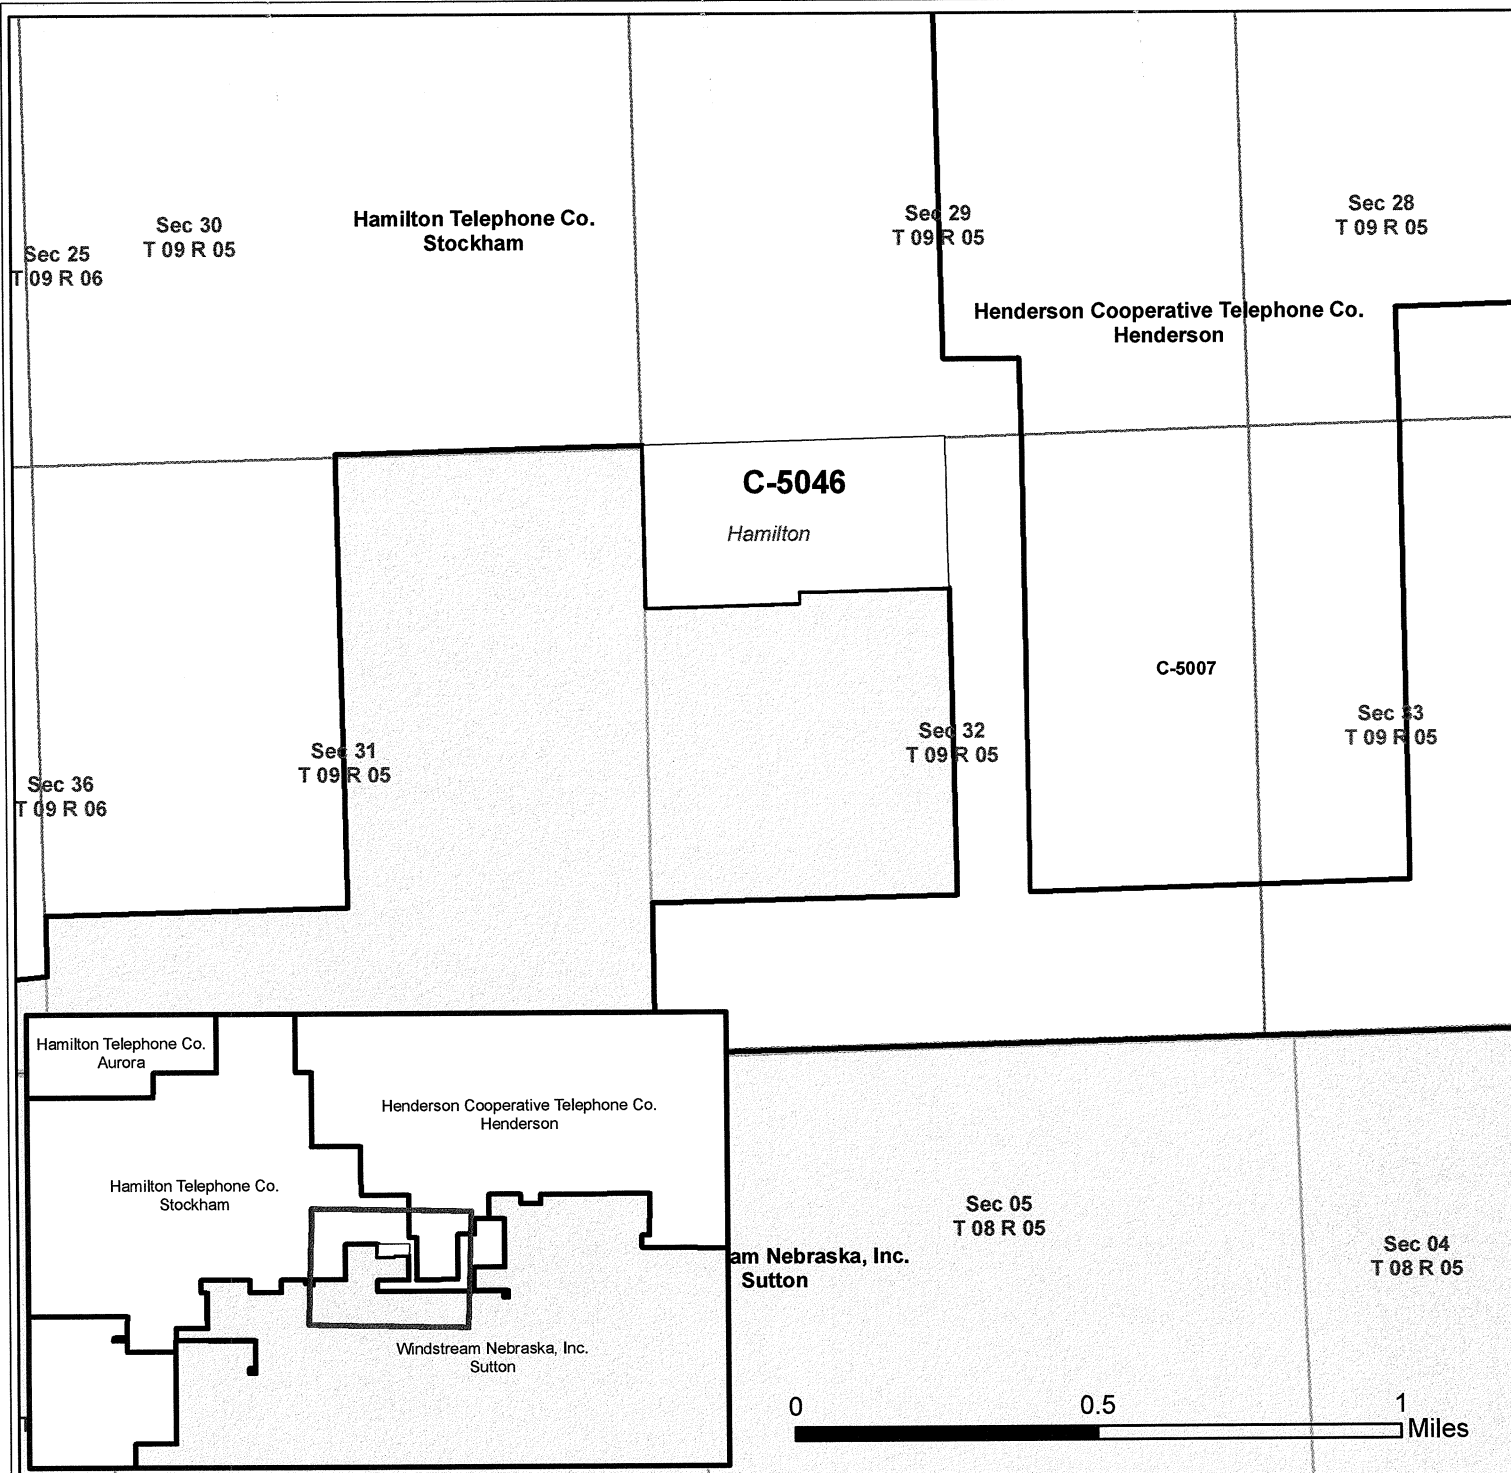 Sec 30
T 09 R 05
Hamilton Telephone Co.
Stockham
Sec 29
T 09 R 05
Sec 28
T 09 R 05
Sec 25
T 09 R 06
Henderson Cooperative Telephone Co.
Henderson
C-5046
Hamilton
C-5007
Sec 31
T 09 R 05
Sec 32
T 09 R 05
Sec 33
T 09 R 05
Sec 36
T 09 R 06
Hamilton Telephone Co.
Aurora
Henderson Cooperative Telephone Co.
Henderson
Hamilton Telephone Co.
Stockham
Windstream Nebraska, Inc.
Sutton
am Nebraska, Inc.
Sutton
Sec 05
T 08 R 05
Sec 04
T 08 R 05
0 0.5 1
Miles